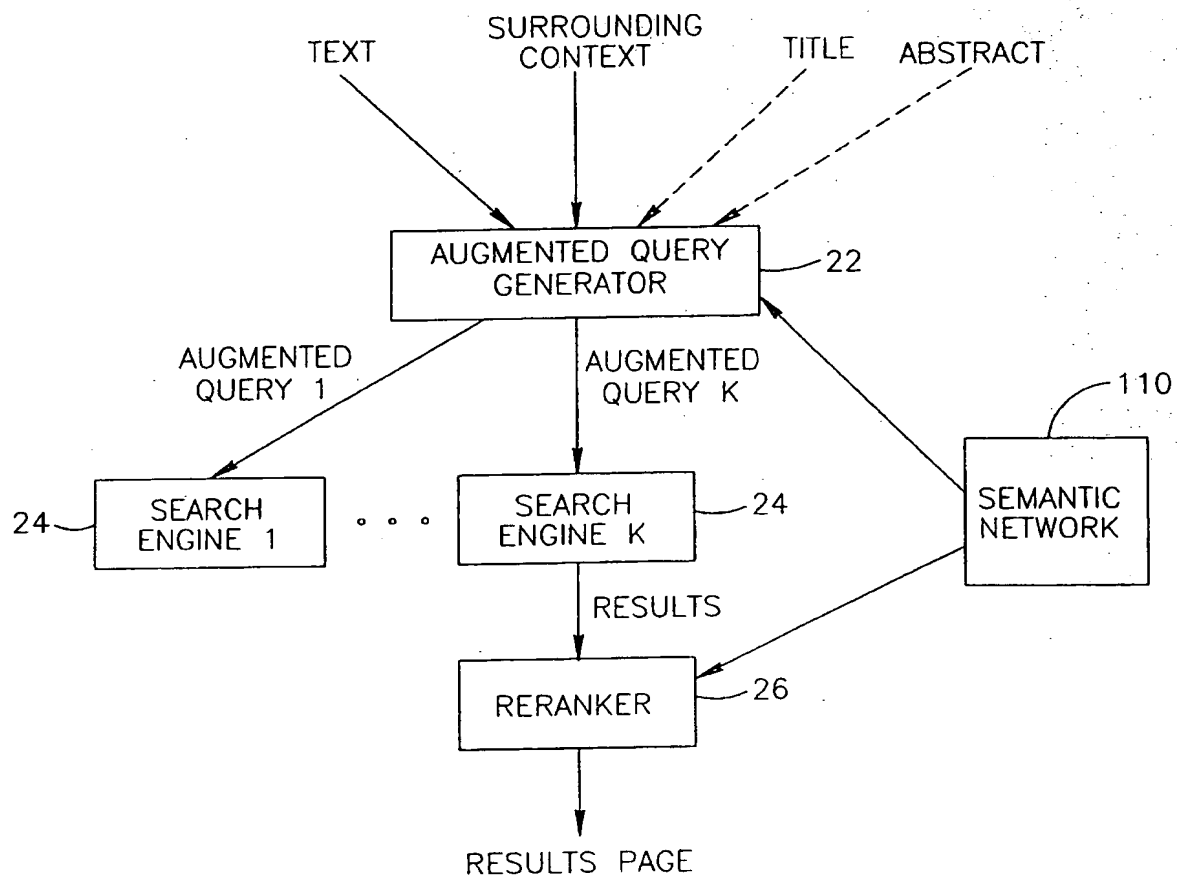 TEXT
SURROUNDING
CONTEXT
TITLE
ABSTRACT
AUGMENTED QUERY
GENERATOR
22
AUGMENTED
QUERY 1
AUGMENTED
QUERY K
110
24
SEARCH
ENGINE 1
SEARCH
ENGINE K
24
SEMANTIC
NETWORK
RESULTS
RERANKER
26
RESULTS PAGE